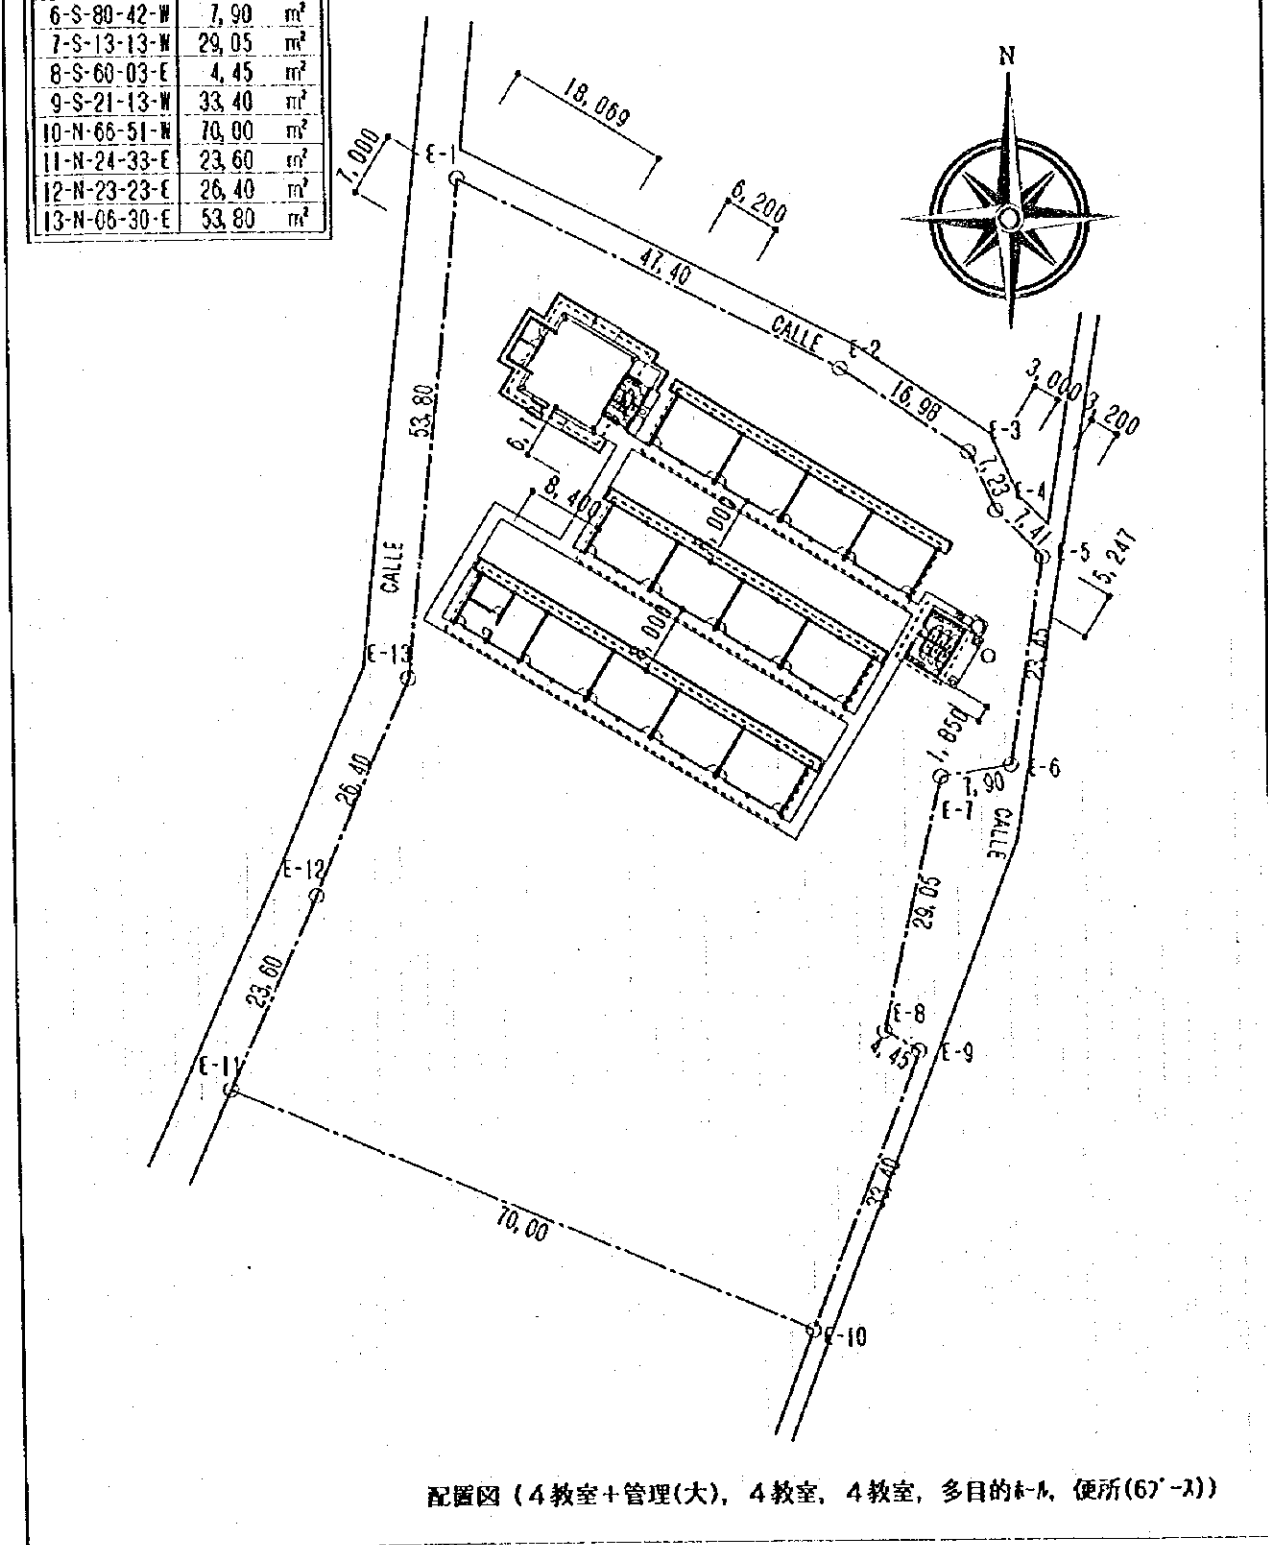 6-S-80-42-W 7,90 m²
7-S-13-13-W 29,05 m²
8-S-60-03-E 4,45 m²
9-S-21-13-W 33,40 m²
10-N-66-51-W 70,00 m²
11-N-24-33-E 23,60 m²
12-N-23-23-E 26,40 m²
13-N-06-30-E 53,80 m²
N
18,069
7,000
E-1
6,200
47,40
CALLE
E-2
3,000
3,200
16,98
E-3
53,80
7,23
E-4
7,41
8,400
E-5
5,247
CALLE
23,45
E-13
1,850
E-6
7,90
E-7
CALLE
26,40
E-12
29,05
23,60
E-8
4,45
E-9
E-11
33,40
70,00
E-10
配置図 (4教室+管理(大), 4教室, 4教室, 多目的ﾎｰﾙ, 便所(6ﾌﾞｰｽ))